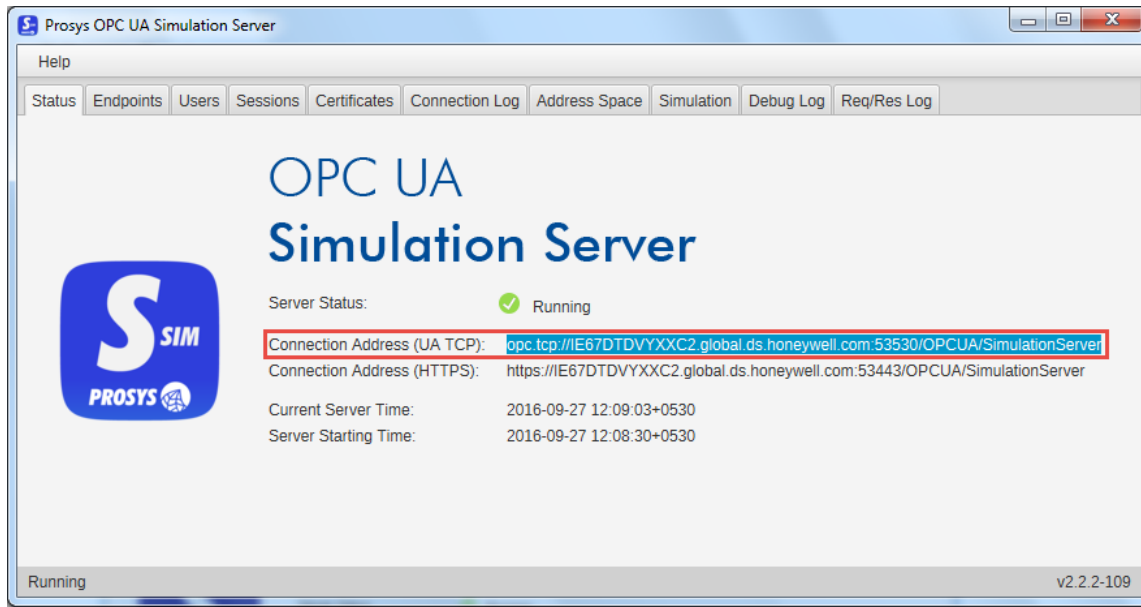 Prosys OPC UA Simulation Server
Help
Status Endpoints Users Sessions Certificates Connection Log Address Space Simulation Debug Log Req/Res Log
OPC UA
Simulation Server
S SIM
PROSYS
Server Status: Running
Connection Address (UA TCP): opc.tcp://IE67DTDVYXXC2.global.ds.honeywell.com:53530/OPCUA/SimulationServer
Connection Address (HTTPS): https://IE67DTDVYXXC2.global.ds.honeywell.com:53443/OPCUA/SimulationServer
Current Server Time: 2016-09-27 12:09:03+0530
Server Starting Time: 2016-09-27 12:08:30+0530
Running v2.2.2-109